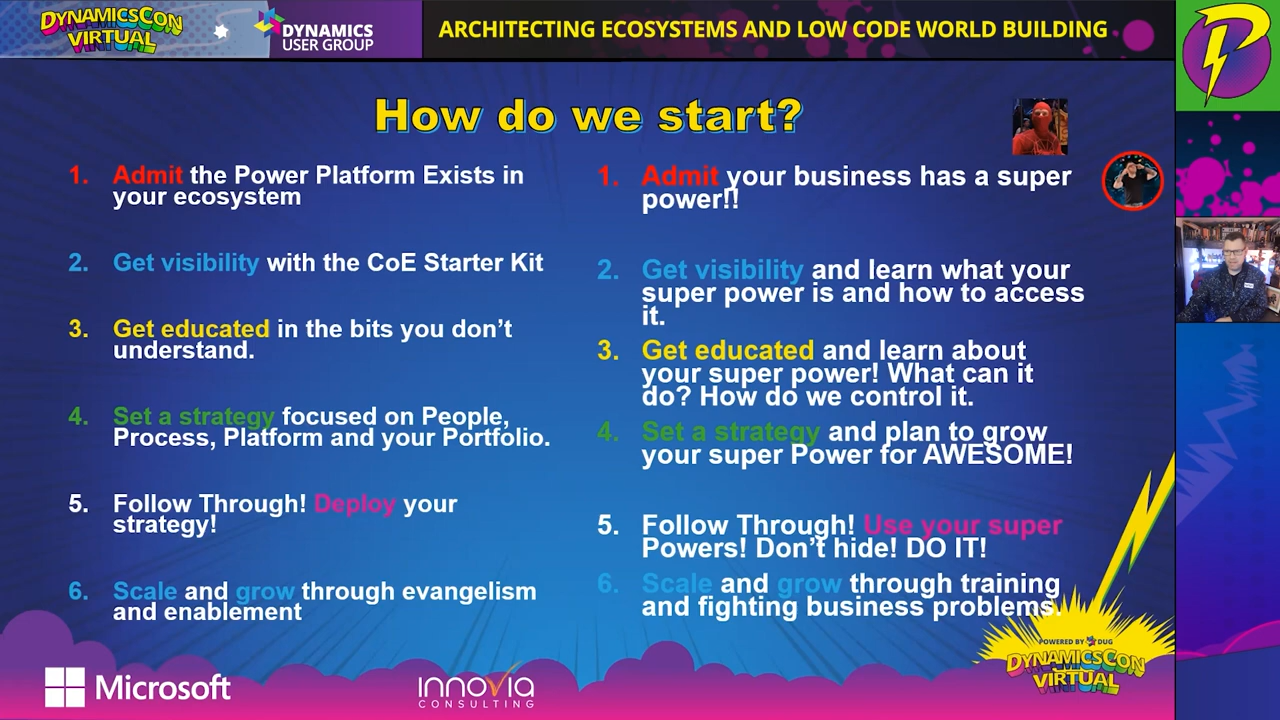 DYNAMICSCON
VIRTUAL
DYNAMICS
USER GROUP
ARCHITECTING ECOSYSTEMS AND LOW CODE WORLD BUILDING
How do we start?
1. Admit the Power Platform Exists in
your ecosystem
2. Get visibility with the CoE Starter Kit
3. Get educated in the bits you don't
understand.
4. Set a strategy focused on People,
Process, Platform and your Portfolio.
5. Follow Through! Deploy your
strategy!
6. Scale and grow through evangelism
and enablement
1. Admit your business has a super
power!!
2. Get visibility and learn what your
super power is and how to access
it.
3. Get educated and learn about
your super power! What can it
do? How do we control it.
4. Set a strategy and plan to grow
your super Power for AWESOME!
5. Follow Through! Use your super
Powers! Don't hide! DO IT!
6. Scale and grow through training
and fighting business problems.
Microsoft
innovia
CONSULTING
POWERED BY DUG
DYNAMICSCON
VIRTUAL